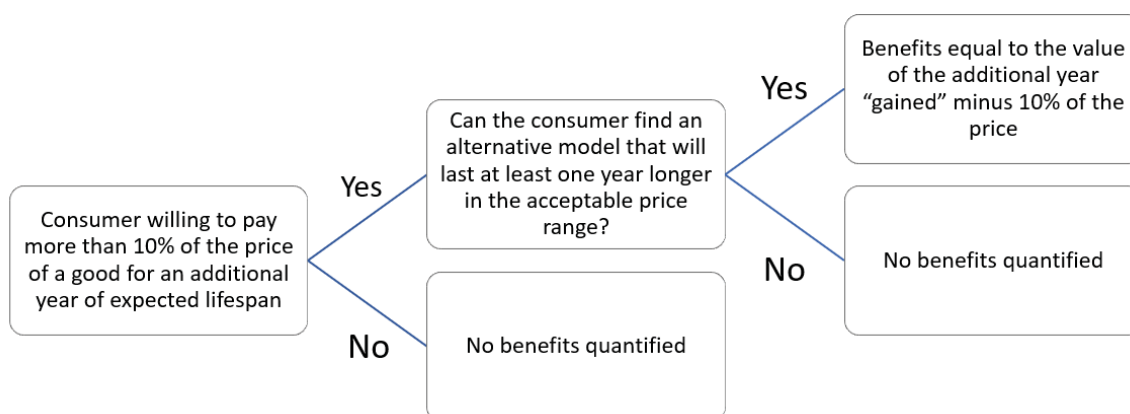 Consumer willing to pay
more than 10% of the price
of a good for an additional
year of expected lifespan
Yes
No
Can the consumer find an
alternative model that will
last at least one year longer
in the acceptable price
range?
No benefits quantified
Yes
No
Benefits equal to the value
of the additional year
“gained” minus 10% of the
price
No benefits quantified